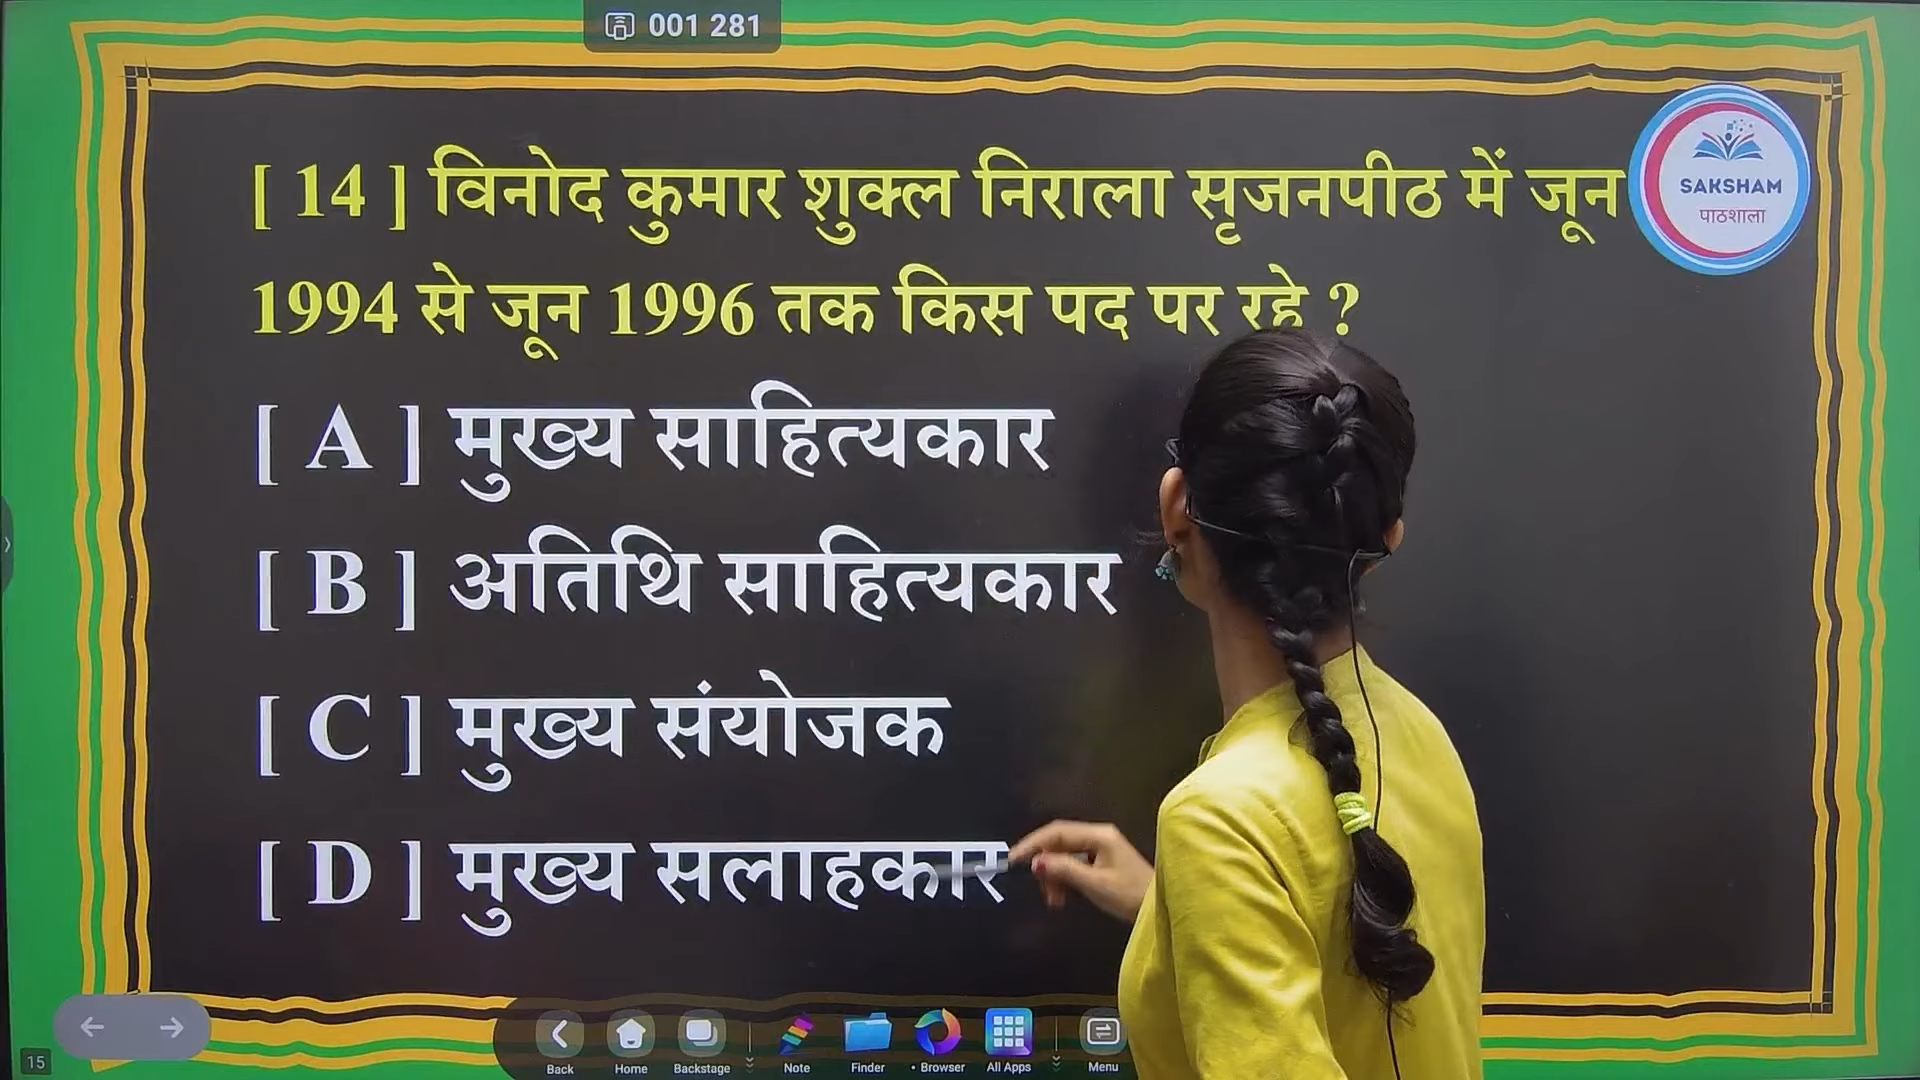 001 281
[ 14 ] विनोद कुमार शुक्ल निराला सृजनपीठ में जून
1994 से जून 1996 तक किस पद पर रहे ?
SAKSHAM
पाठशाला
[ A ] मुख्य साहित्यकार
[ B ] अतिथि साहित्यकार
[ C ] मुख्य संयोजक
[ D ] मुख्य सलाहकार
15
Back Home Backstage Note Finder Browser All Apps Menu